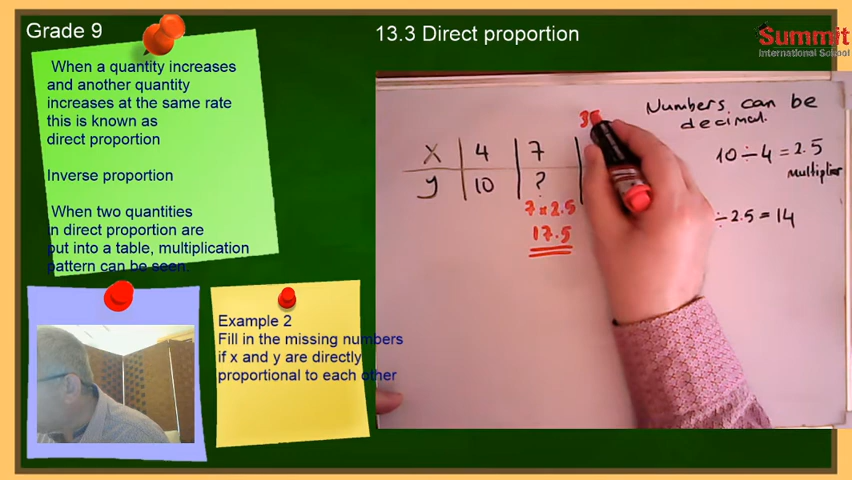 Grade 9
13.3 Direct proportion
Summit
International School
When a quantity increases
and another quantity
increases at the same rate
this is known as
direct proportion
Inverse proportion
When two quantities
in direct proportion are
put into a table, multiplication
pattern can be seen.
Example 2
Fill in the missing numbers
if x and y are directly
proportional to each other
Numbers can be
decimal.
x 4 7
y 10 ?
7 × 2.5
17.5
35
10 ÷ 4 = 2.5
multiplier
÷ 2.5 = 14